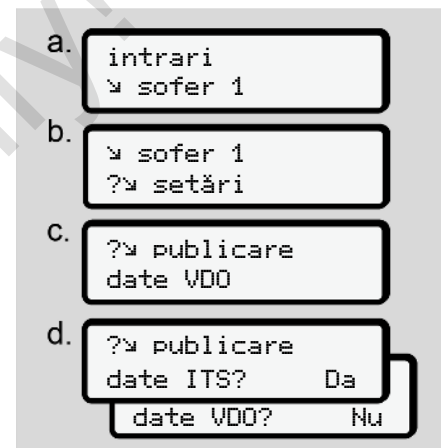 a.
intrari
↘ sofer 1
b.
↘ sofer 1
?↘ setări
c.
?↘ publicare
date VDO
d.
?↘ publicare
date ITS? Da
date VDO? Nu